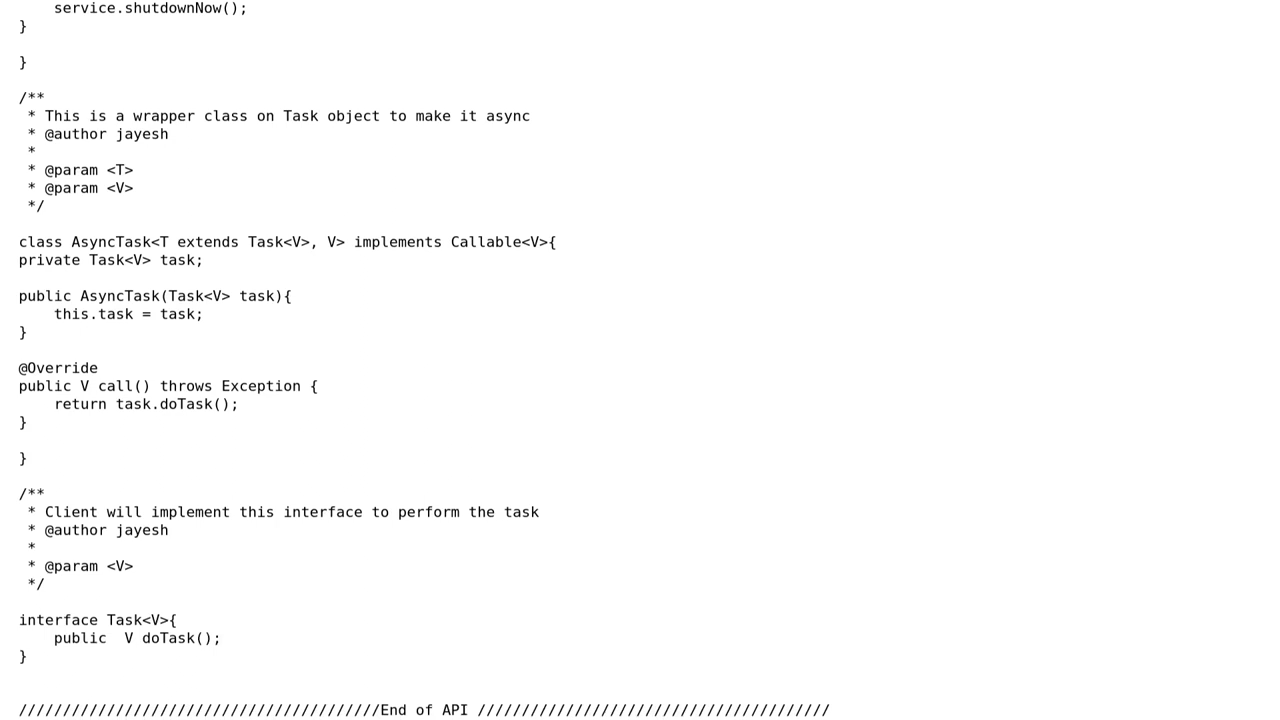 service.shutdownNow();
}

}

/**
 * This is a wrapper class on Task object to make it async
 * @author jayesh
 *
 * @param <T>
 * @param <V>
 */

class AsyncTask<T extends Task<V>, V> implements Callable<V>{
private Task<V> task;

public AsyncTask(Task<V> task){
    this.task = task;
}

@Override
public V call() throws Exception {
    return task.doTask();
}

}

/**
 * Client will implement this interface to perform the task
 * @author jayesh
 *
 * @param <V>
 */

interface Task<V>{
    public  V doTask();
}


/////////////////////////////////////////End of API ////////////////////////////////////////